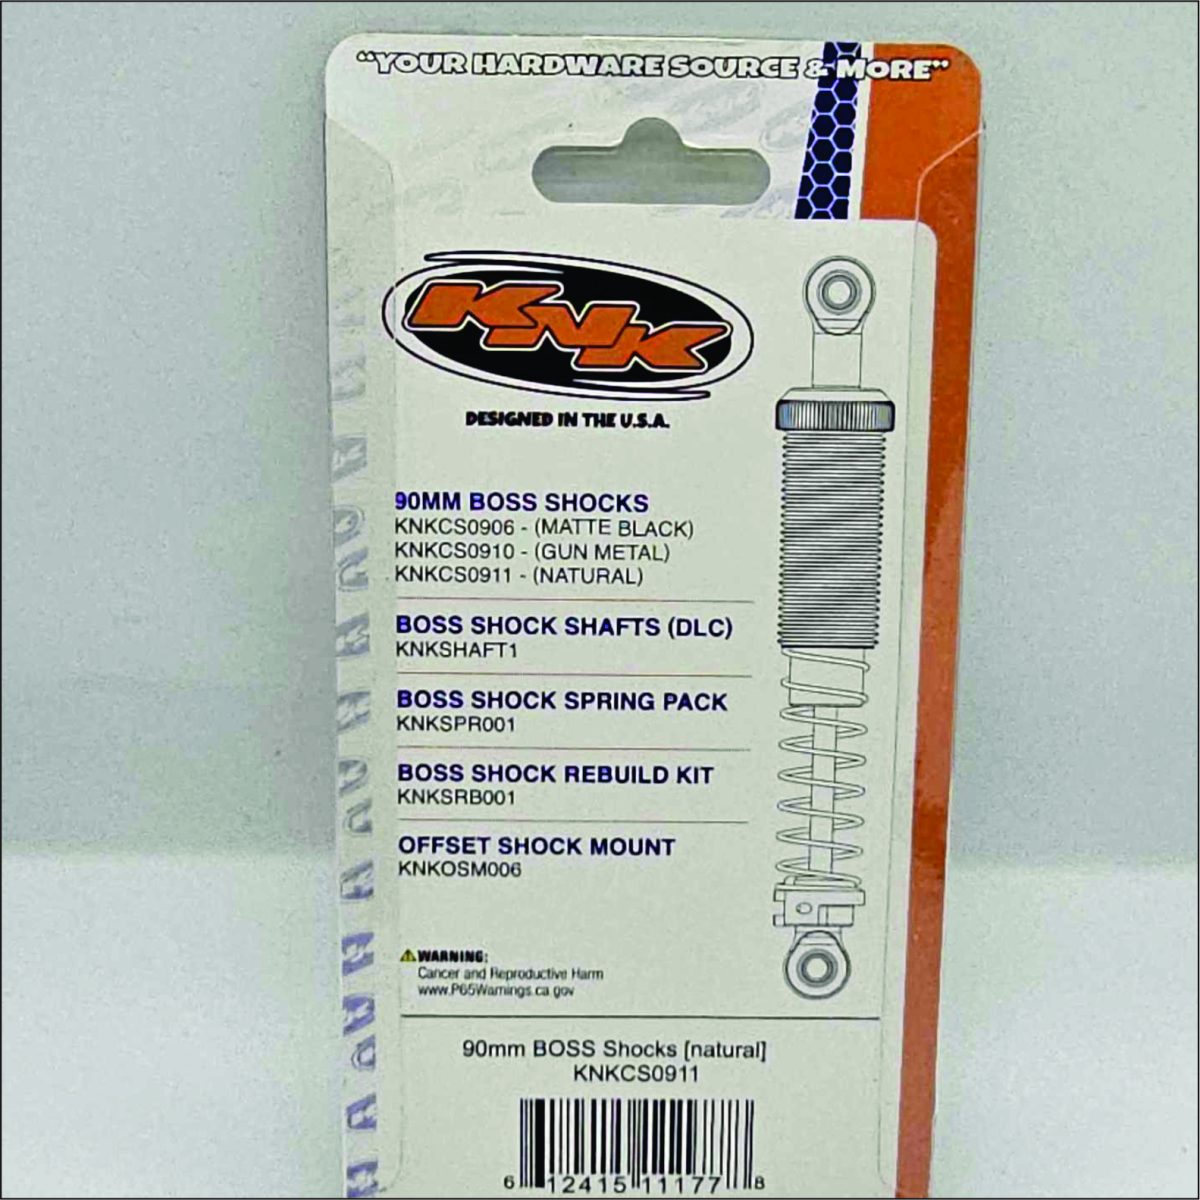 “YOUR HARDWARE SOURCE & MORE”
KNK
DESIGNED IN THE U.S.A.
90MM BOSS SHOCKS
KNKCS0906 - (MATTE BLACK)
KNKCS0910 - (GUN METAL)
KNKCS0911 - (NATURAL)
BOSS SHOCK SHAFTS (DLC)
KNKSHAFT1
BOSS SHOCK SPRING PACK
KNKSPR001
BOSS SHOCK REBUILD KIT
KNKSRB001
OFFSET SHOCK MOUNT
KNKOSM006
WARNING:
Cancer and Reproductive Harm
www.P65Warnings.ca.gov
90mm BOSS Shocks [natural]
KNKCS0911
6 12415 11177 8